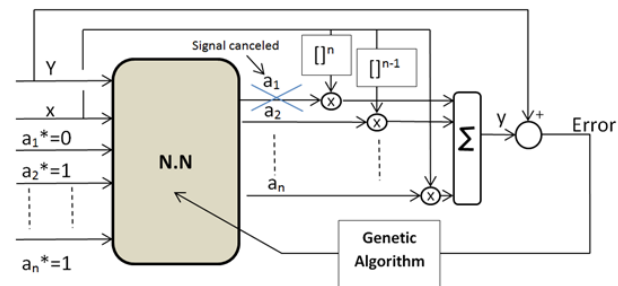 Signal canceled
[]ⁿ
[]ⁿ⁻¹
Y
x
a₁*=0
a₂*=1
aₙ*=1
N.N
a₁
a₂
aₙ
x
x
x
Σ
y
+
Error
Genetic
Algorithm